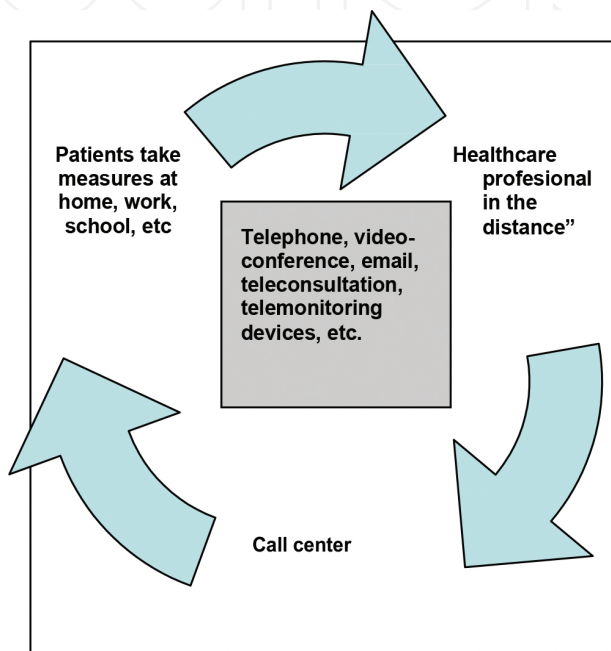 Patients take
measures at
home, work,
school, etc
Healthcare
profesional
in the
distance”
Telephone, video-
conference, email,
teleconsultation,
telemonitoring
devices, etc.
Call center